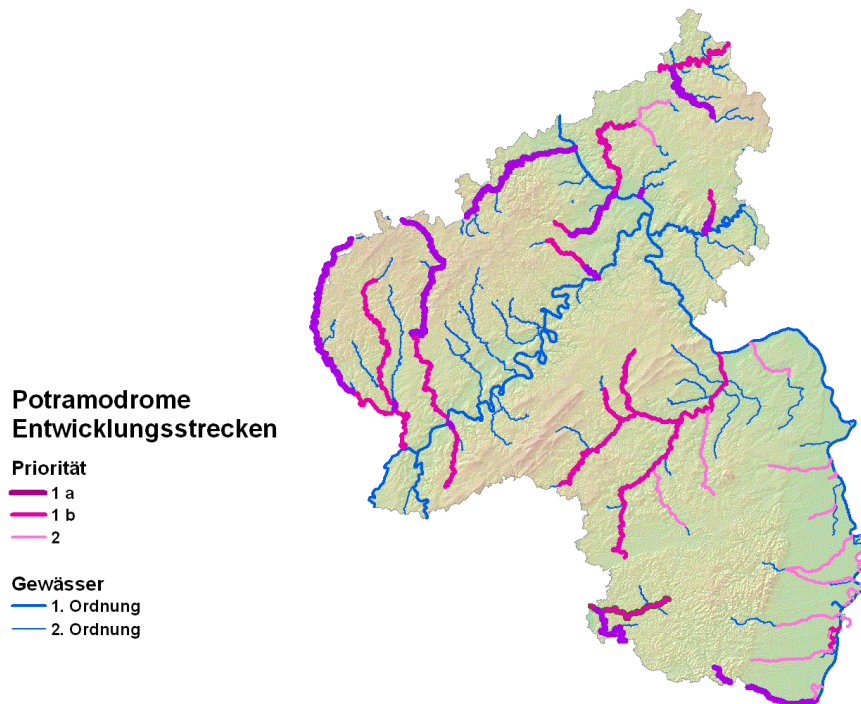 Potramodrome
Entwicklungsstrecken
Priorität
1 a
1 b
2
Gewässer
1. Ordnung
2. Ordnung